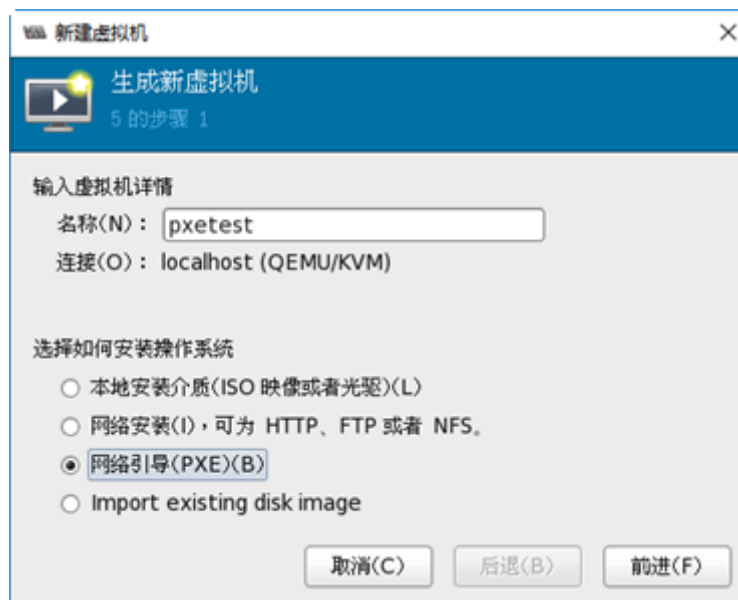 新建虚拟机
生成新虚拟机
5 的步骤 1
输入虚拟机详情
名称(N)： pxetest
连接(O)： localhost (QEMU/KVM)
选择如何安装操作系统
本地安装介质(ISO 映像或者光驱)(L)
网络安装(I)，可为 HTTP、FTP 或者 NFS。
网络引导(PXE)(B)
Import existing disk image
取消(C) 后退(B) 前进(F)